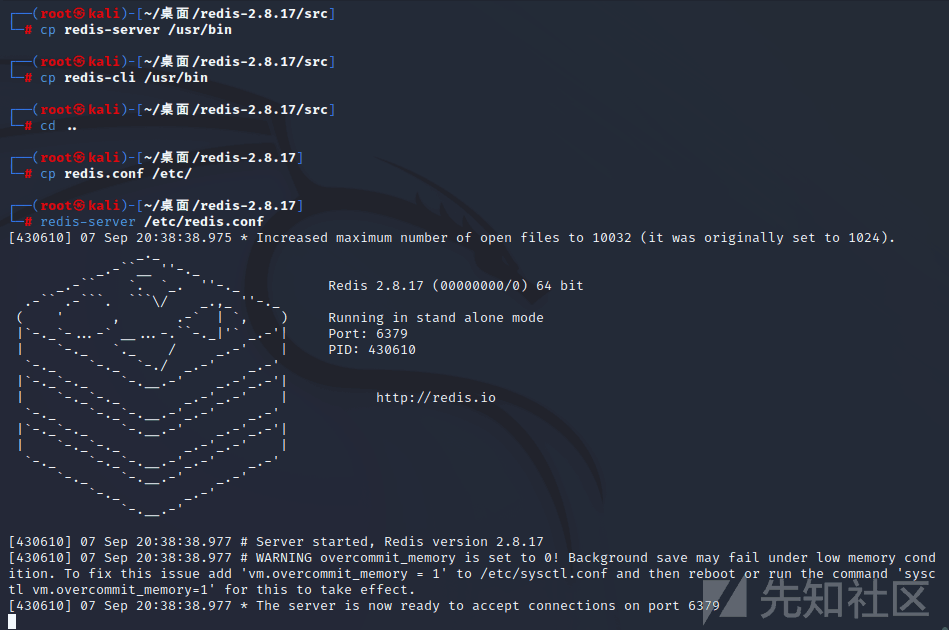 ┌──(root㉿kali)-[~/桌面/redis-2.8.17/src]
└─# cp redis-server /usr/bin
┌──(root㉿kali)-[~/桌面/redis-2.8.17/src]
└─# cp redis-cli /usr/bin
┌──(root㉿kali)-[~/桌面/redis-2.8.17/src]
└─# cd ..
┌──(root㉿kali)-[~/桌面/redis-2.8.17]
└─# cp redis.conf /etc/
┌──(root㉿kali)-[~/桌面/redis-2.8.17]
└─# redis-server /etc/redis.conf
[430610] 07 Sep 20:38:38.975 * Increased maximum number of open files to 10032 (it was originally set to 1024).
Redis 2.8.17 (00000000/0) 64 bit
Running in stand alone mode
Port: 6379
PID: 430610
http://redis.io
[430610] 07 Sep 20:38:38.977 # Server started, Redis version 2.8.17
[430610] 07 Sep 20:38:38.977 # WARNING overcommit_memory is set to 0! Background save may fail under low memory cond
ition. To fix this issue add 'vm.overcommit_memory = 1' to /etc/sysctl.conf and then reboot or run the command 'sysc
tl vm.overcommit_memory=1' for this to take effect.
[430610] 07 Sep 20:38:38.977 * The server is now ready to accept connections on port 6379
先知社区